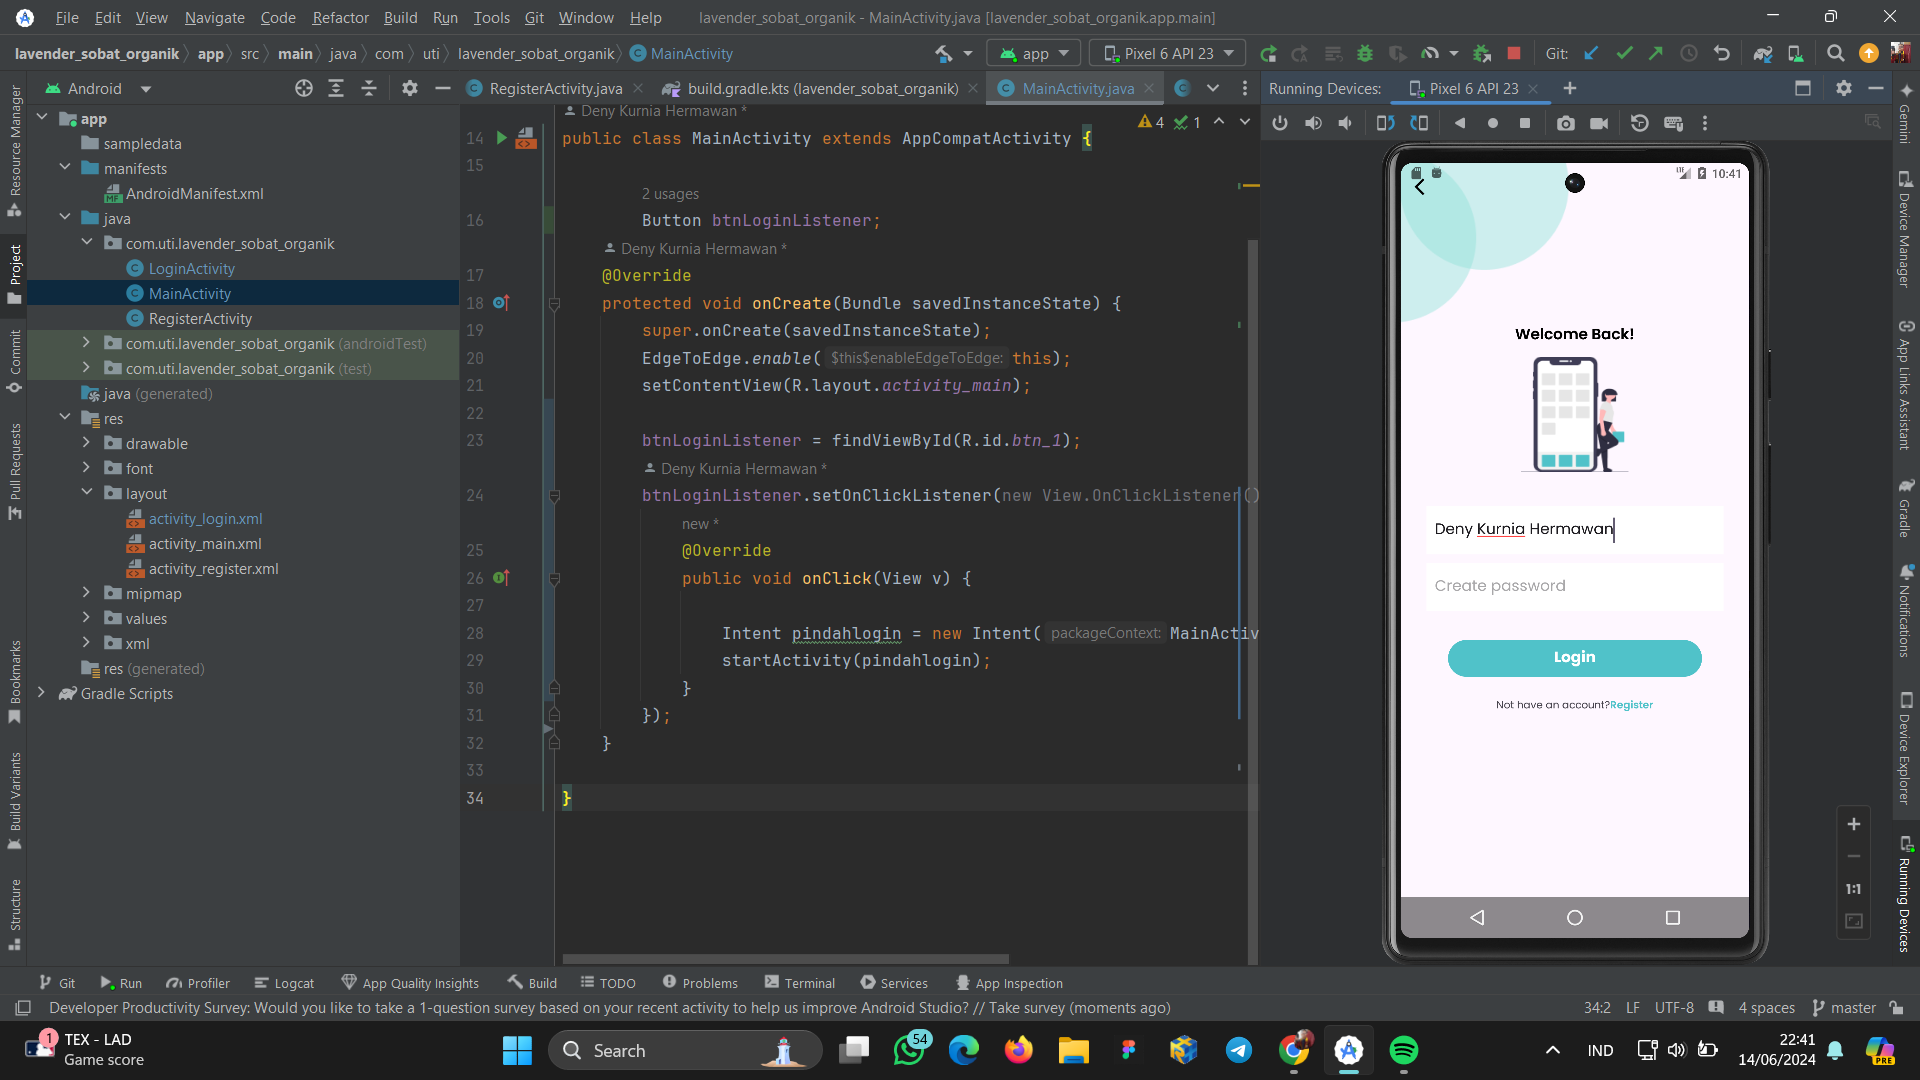 File Edit View Navigate Code Refactor Build Run Tools Git Window Help lavender_sobat_organik - MainActivity.java [lavender_sobat_organik.app.main]
lavender_sobat_organik app src main java com uti lavender_sobat_organik MainActivity app Pixel 6 API 23 Git:
Android RegisterActivity.java build.gradle.kts (lavender_sobat_organik) MainActivity.java Running Devices: Pixel 6 API 23
Resource Manager
Project
Commit
Pull Requests
Bookmarks
Build Variants
Structure
app
sampledata
manifests
AndroidManifest.xml
java
com.uti.lavender_sobat_organik
LoginActivity
MainActivity
RegisterActivity
com.uti.lavender_sobat_organik (androidTest)
com.uti.lavender_sobat_organik (test)
java (generated)
res
drawable
font
layout
activity_login.xml
activity_main.xml
activity_register.xml
mipmap
values
xml
res (generated)
Gradle Scripts
Deny Kurnia Hermawan *
4 1
14 public class MainActivity extends AppCompatActivity {
15
2 usages
16 Button btnLoginListener;
Deny Kurnia Hermawan *
17 @Override
18 protected void onCreate(Bundle savedInstanceState) {
19 super.onCreate(savedInstanceState);
20 EdgeToEdge.enable( $this$enableEdgeToEdge: this);
21 setContentView(R.layout.activity_main);
22
23 btnLoginListener = findViewById(R.id.btn_1);
Deny Kurnia Hermawan *
24 btnLoginListener.setOnClickListener(new View.OnClickListener()
new *
25 @Override
26 public void onClick(View v) {
27
28 Intent pindahlogin = new Intent( packageContext: MainActiv
29 startActivity(pindahlogin);
30 }
31 });
32 }
33
34 }
LTE 10:41
Welcome Back!
Deny Kurnia Hermawan
Create password
Login
Not have an account?Register
1:1
Gemini
Device Manager
App Links Assistant
Gradle
Notifications
Device Explorer
Running Devices
Git Run Profiler Logcat App Quality Insights Build TODO Problems Terminal Services App Inspection
Developer Productivity Survey: Would you like to take a 1-question survey based on your recent activity to help us improve Android Studio? // Take survey (moments ago) 34:2 LF UTF-8 4 spaces master
1 TEX - LAD
Game score
Search
54
IND
22:41
14/06/2024
PRE